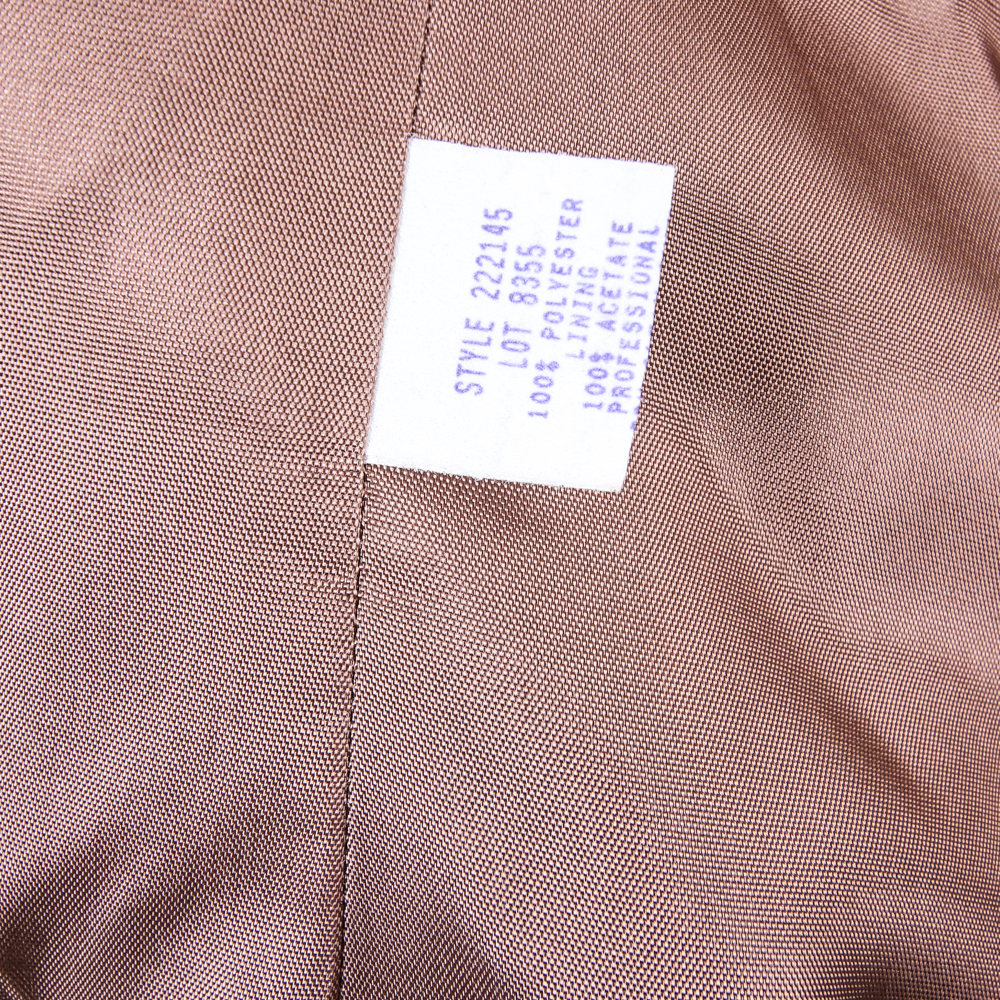 STYLE 222145
LOT 8355
100% POLYESTER
LINING
100% ACETATE
PROFESSIONAL